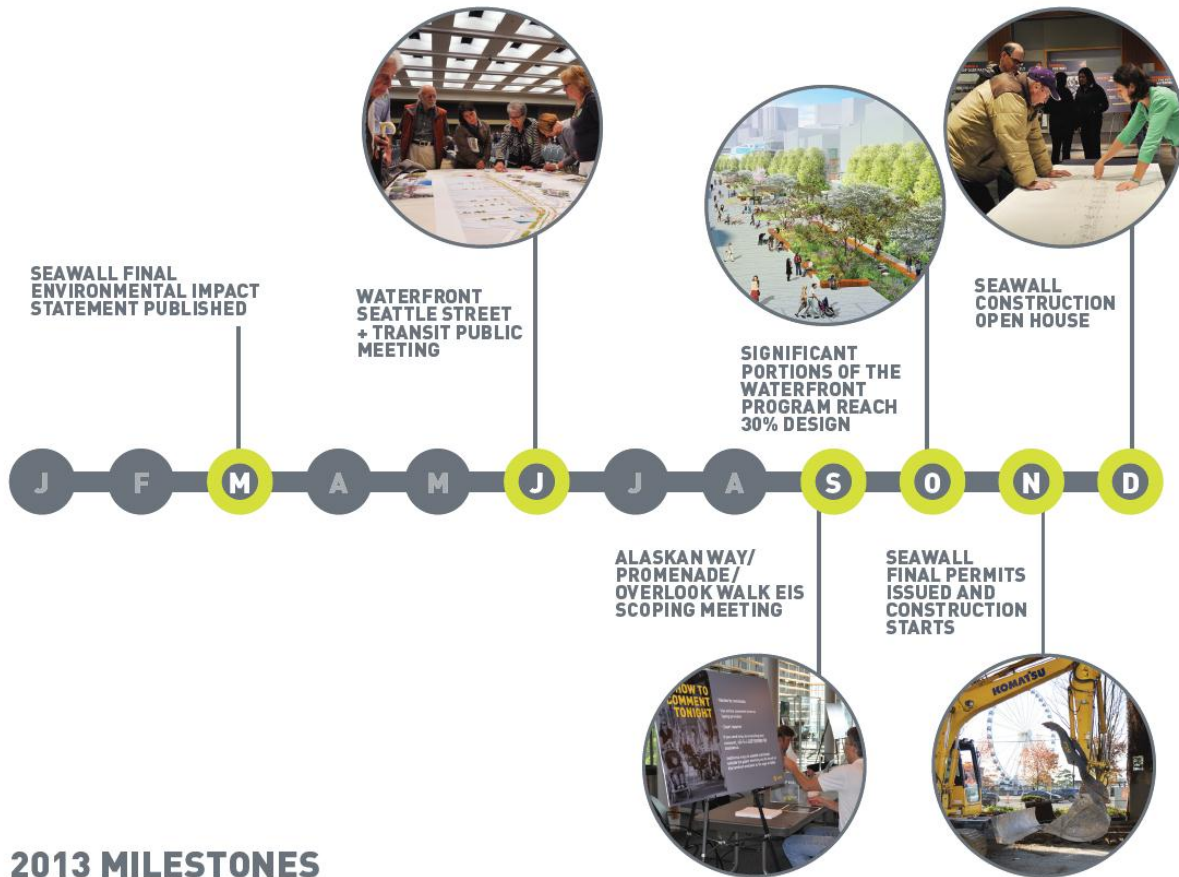 SEAWALL FINAL
ENVIRONMENTAL IMPACT
STATEMENT PUBLISHED
WATERFRONT
SEATTLE STREET
+ TRANSIT PUBLIC
MEETING
SIGNIFICANT
PORTIONS OF THE
WATERFRONT
PROGRAM REACH
30% DESIGN
SEAWALL
CONSTRUCTION
OPEN HOUSE
J F M A M J J A S O N D
ALASKAN WAY/
PROMENADE/
OVERLOOK WALK EIS
SCOPING MEETING
SEAWALL
FINAL PERMITS
ISSUED AND
CONSTRUCTION
STARTS
HOW TO
COMMENT
TONIGHT
KOMATSU
2013 MILESTONES